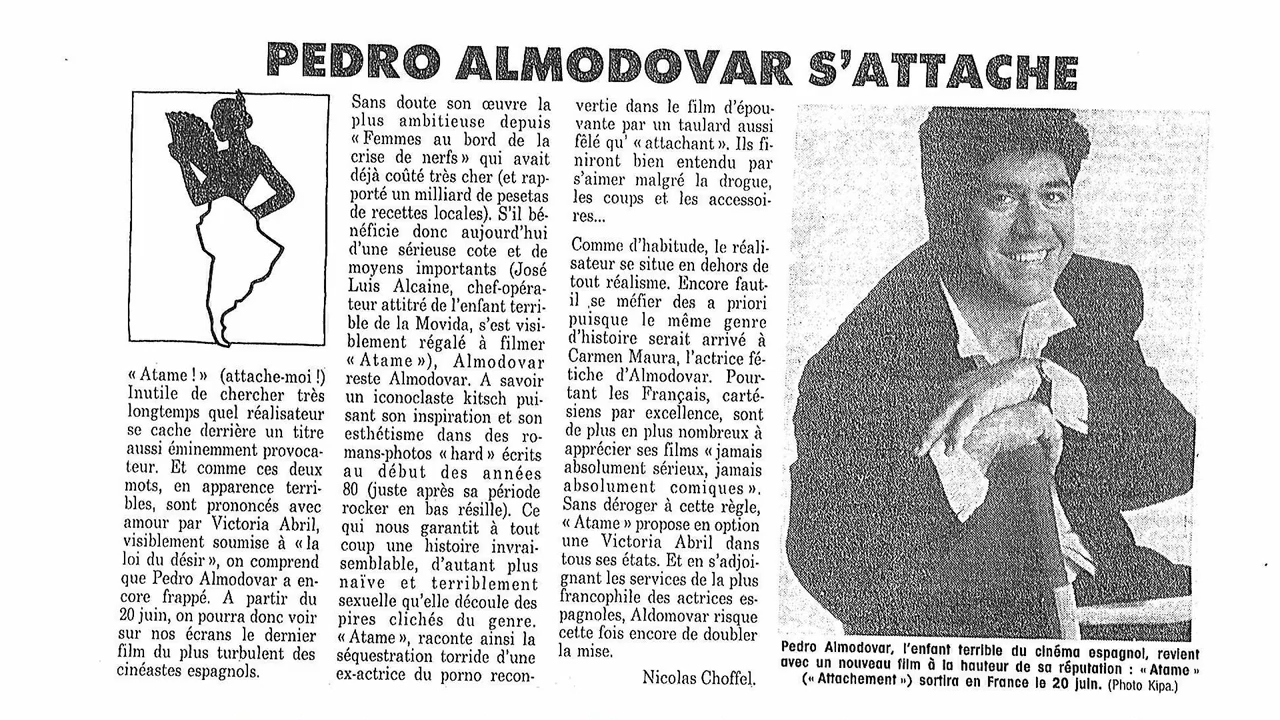 PEDRO ALMODOVAR S'ATTACHE
« Atame ! » (attache-moi !)
Inutile de chercher très
longtemps quel réalisateur
se cache derrière un titre
aussi éminemment provoca-
teur. Et comme ces deux
mots, en apparence terri-
bles, sont prononcés avec
amour par Victoria Abril,
visiblement soumise à « la
loi du désir », on comprend
que Pedro Almodovar a en-
core frappé. A partir du
20 juin, on pourra donc voir
sur nos écrans le dernier
film du plus turbulent des
cinéastes espagnols.
Sans doute son œuvre la
plus ambitieuse depuis
« Femmes au bord de la
crise de nerfs » qui avait
déjà coûté très cher (et rap-
porté un milliard de pesetas
de recettes locales). S'il bé-
néficie donc aujourd'hui
d'une sérieuse cote et de
moyens importants (José
Luis Alcaine, chef-opéra-
teur attitré de l'enfant terri-
ble de la Movida, s'est visi-
blement régalé à filmer
« Atame »), Almodovar
reste Almodovar. A savoir
un iconoclaste kitsch pui-
sant son inspiration et son
esthétisme dans des ro-
mans-photos « hard » écrits
au début des années
80 (juste après sa période
rocker en bas résille). Ce
qui nous garantit à tout
coup une histoire invrai-
semblable, d'autant plus
naïve et terriblement
sexuelle qu'elle découle des
pires clichés du genre.
« Atame », raconte ainsi la
séquestration torride d'une
ex-actrice du porno recon-
vertie dans le film d'épou-
vante par un taulard aussi
fêlé qu' « attachant ». Ils fi-
niront bien entendu par
s'aimer malgré la drogue,
les coups et les accessoi-
res...
Comme d'habitude, le réali-
sateur se situe en dehors de
tout réalisme. Encore faut-
il se méfier des a priori
puisque le même genre
d'histoire serait arrivé à
Carmen Maura, l'actrice fé-
tiche d'Almodovar. Pour-
tant les Français, carté-
siens par excellence, sont
de plus en plus nombreux à
apprécier ses films « jamais
absolument sérieux, jamais
absolument comiques ».
Sans déroger à cette règle,
« Atame » propose en option
une Victoria Abril dans
tous ses états. Et en s'adjoi-
gnant les services de la plus
francophile des actrices es-
pagnoles, Aldomovar risque
cette fois encore de doubler
la mise.
Nicolas Choffel.
Pedro Almodovar, l'enfant terrible du cinéma espagnol, revient
avec un nouveau film à la hauteur de sa réputation : « Atame »
(« Attachement ») sortira en France le 20 juin. (Photo Kipa.)